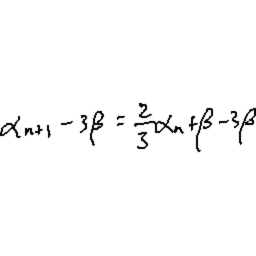 α_{n+1} - 3β = \frac{2}{3}α_n + β - 3β